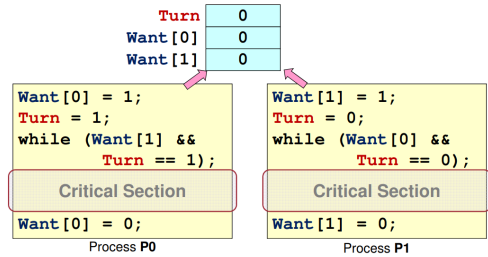 Turn 0
Want[0] 0
Want[1] 0
Want[0] = 1;
Turn = 1;
while (Want[1] &&
Turn == 1);
Critical Section
Want[0] = 0;
Process P0
Want[1] = 1;
Turn = 0;
while (Want[0] &&
Turn == 0);
Critical Section
Want[1] = 0;
Process P1